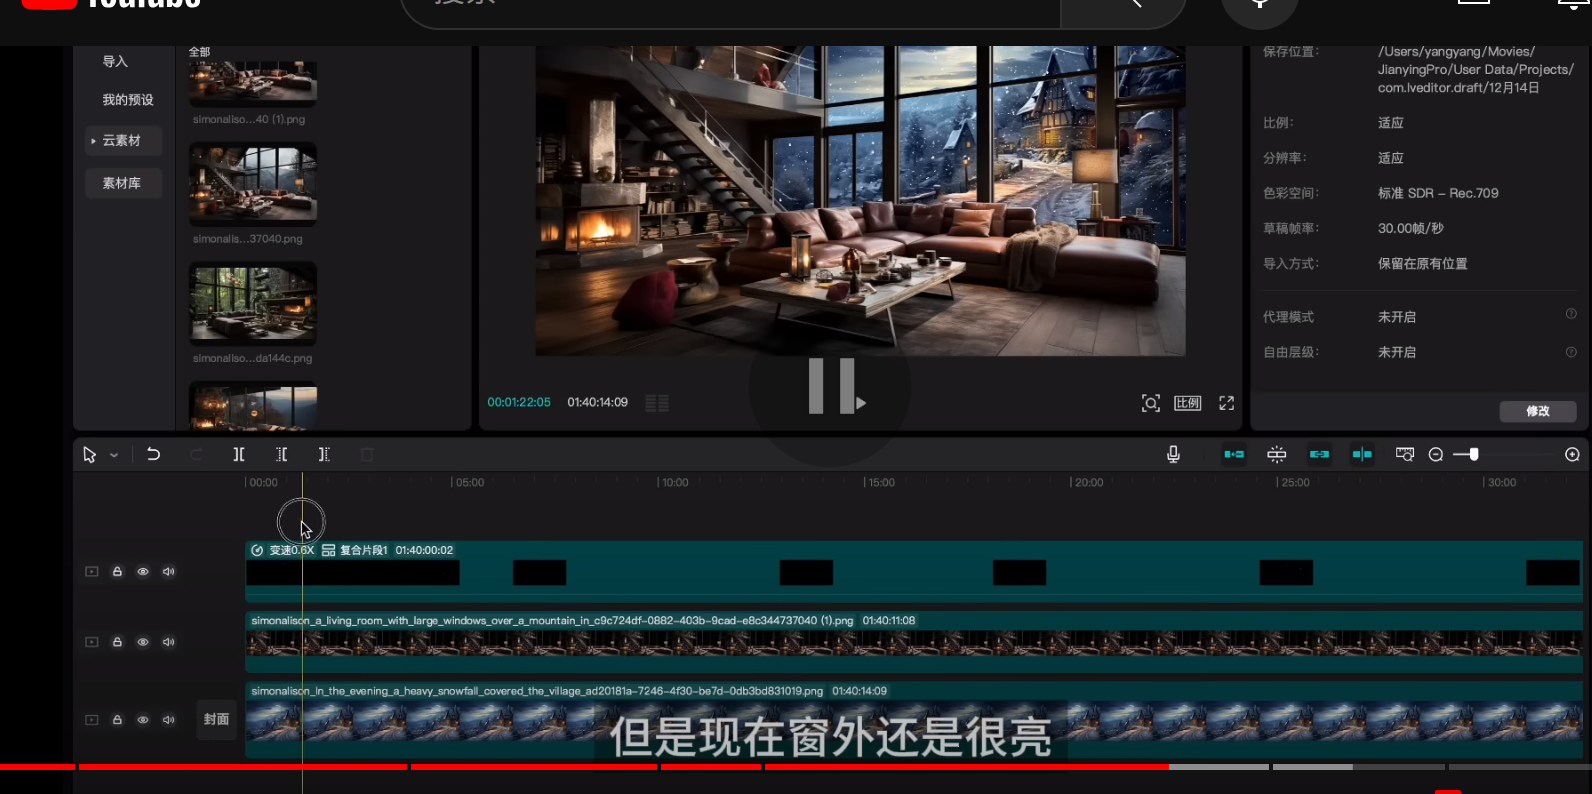 YouTube
搜索
导入
我的预设
云素材
素材库
全部
simonaliso...40 (1).png
simonalis...37040.png
simonaliso...da144c.png
00:01:22:05 01:40:14:09
比例
保存位置: /Users/yangyang/Movies/
JianyingPro/User Data/Projects/
com.lveditor.draft/12月14日
比例: 适应
分辨率: 适应
色彩空间: 标准 SDR – Rec.709
草稿帧率: 30.00帧/秒
导入方式: 保留在原有位置
代理模式 未开启
自由层级: 未开启
修改
00:00 05:00 10:00 15:00 20:00 25:00 30:00
变速0.6X 复合片段1 01:40:00:02
simonalison_a_living_room_with_large_windows_over_a_mountain_in_c9c724df-0882-403b-9cad-e8c344737040 (1).png 01:40:11:08
simonalison_In_the_evening_a_heavy_snowfall_covered_the_village_ad20181a-7246-4f30-be7d-0db3bd831019.png 01:40:14:09
封面
但是现在窗外还是很亮